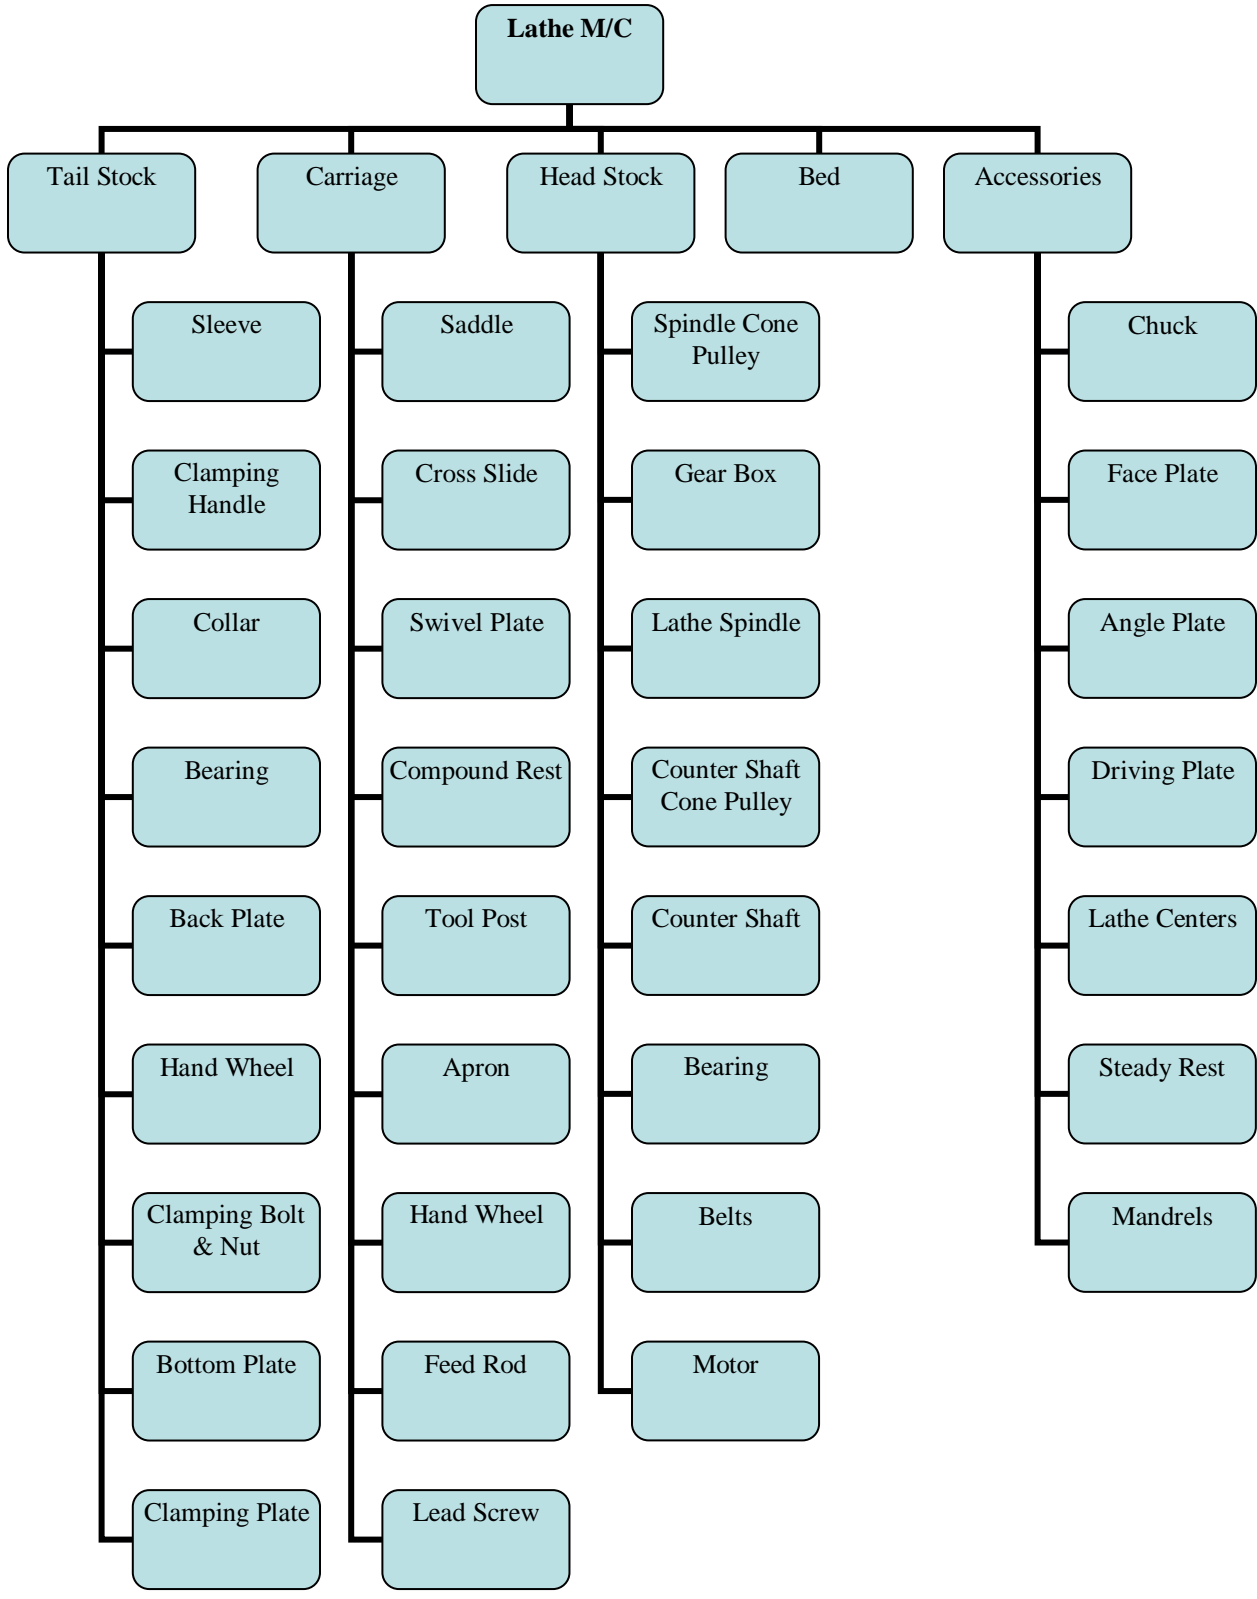 Lathe M/C
Tail Stock
Carriage
Head Stock
Bed
Accessories
Sleeve
Clamping
Handle
Collar
Bearing
Back Plate
Hand Wheel
Clamping Bolt
& Nut
Bottom Plate
Clamping Plate
Saddle
Cross Slide
Swivel Plate
Compound Rest
Tool Post
Apron
Hand Wheel
Feed Rod
Lead Screw
Spindle Cone
Pulley
Gear Box
Lathe Spindle
Counter Shaft
Cone Pulley
Counter Shaft
Bearing
Belts
Motor
Chuck
Face Plate
Angle Plate
Driving Plate
Lathe Centers
Steady Rest
Mandrels